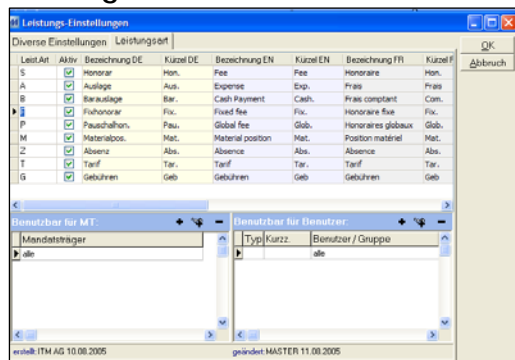 Leistungs-Einstellungen
Diverse Einstellungen Leistungsart
OK
Abbruch
Leist.Art Aktiv Bezeichnung DE Kürzel DE Bezeichnung EN Kürzel EN Bezeichnung FR Kürzel F
S Honorar Hon. Fee Fee Honoraire Hon.
A Auslage Aus. Expense Exp. Frais Frais
B Barauslage Bar. Cash Payment Cash. Frais comptant Com.
Fixhonorar Fix. Fixed fee Fix. Honoraire fixe Fix.
P Pauschalhon. Pau. Global fee Glob. Honoraires globaux Glob.
M Materialpos. Mat. Material position Mat. Position matériel Mat.
Z Absenz Abs. Absence Abs. Absence Abs.
T Tarif Tar. Tarif Tar. Tarif Tar.
G Gebühren Geb Gebühren Geb Gebühren Geb
Benutzbar für MT:
Mandatsträger
alle
Benutzbar für Benutzer:
Typ Kurzz. Benutzer / Gruppe
alle
erstellt: ITM AG 10.08.2005 geändert: MASTER 11.08.2005